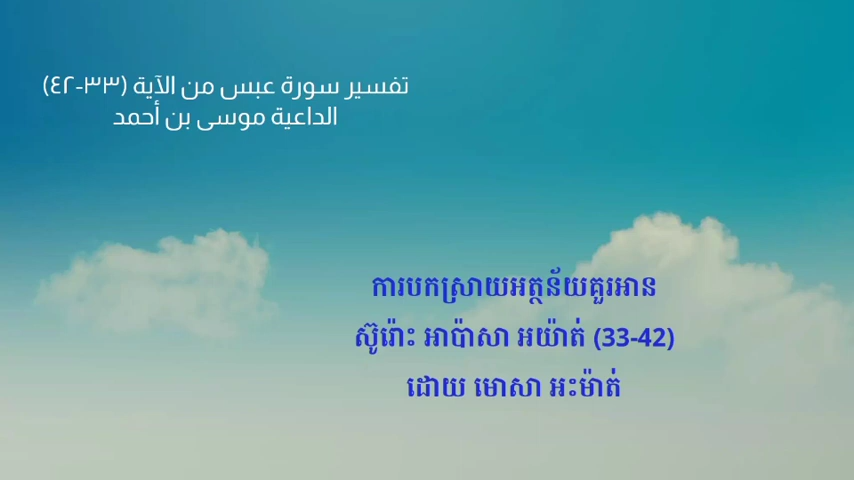 تفسير سورة عبس من الآية (٣٣-٤٢)
الداعية موسى بن أحمد
ការបកស្រាយអត្ថន័យគួរអាន
ស៊ូរ៉ោះ អាប៉ាសា អយ៉ាត់ (33-42)
ដោយ មោសា អះម៉ាត់